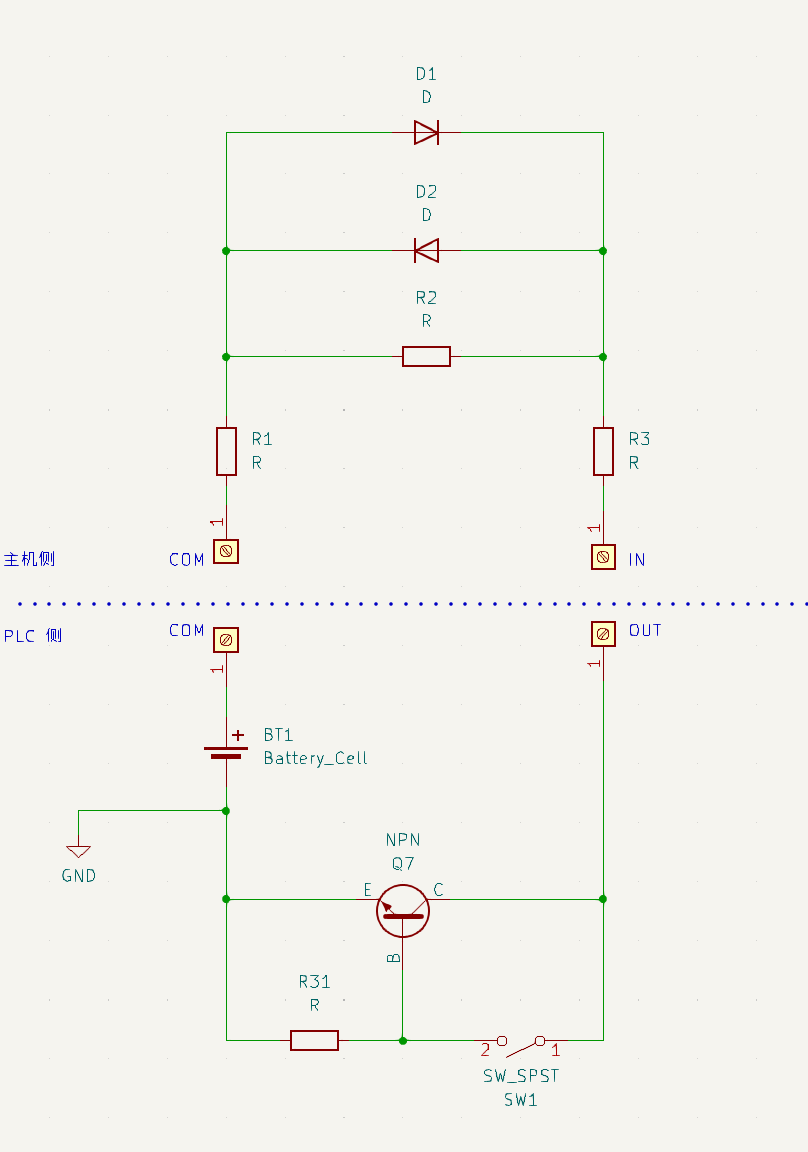 D1
D
D2
D
R2
R
R1
R
R3
R
1
1
主机侧
COM
IN
PLC 侧
COM
OUT
1
1
BT1
Battery_Cell
+
GND
NPN
Q7
E
C
B
R31
R
2
1
SW_SPST
SW1